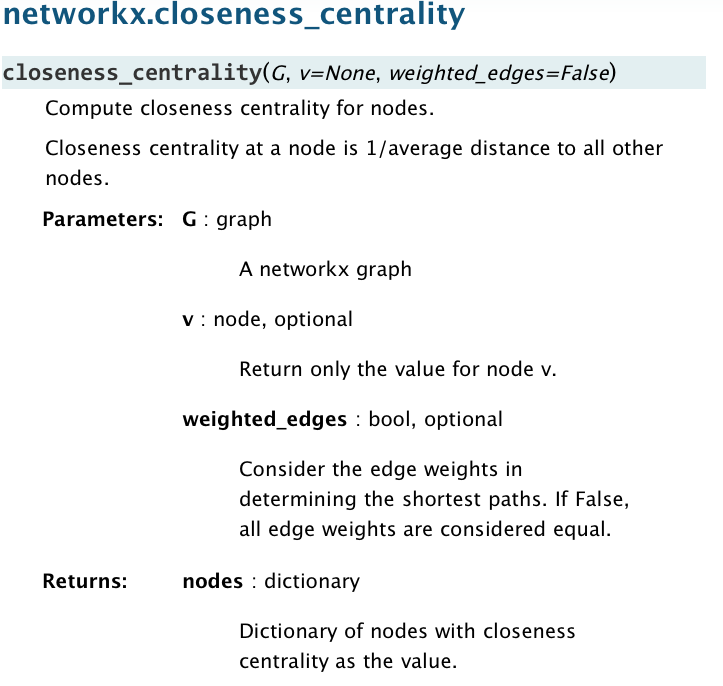 networkx.closeness_centrality
closeness_centrality(G, v=None, weighted_edges=False)
Compute closeness centrality for nodes.
Closeness centrality at a node is 1/average distance to all other
nodes.
Parameters: G : graph
A networkx graph
v : node, optional
Return only the value for node v.
weighted_edges : bool, optional
Consider the edge weights in
determining the shortest paths. If False,
all edge weights are considered equal.
Returns: nodes : dictionary
Dictionary of nodes with closeness
centrality as the value.